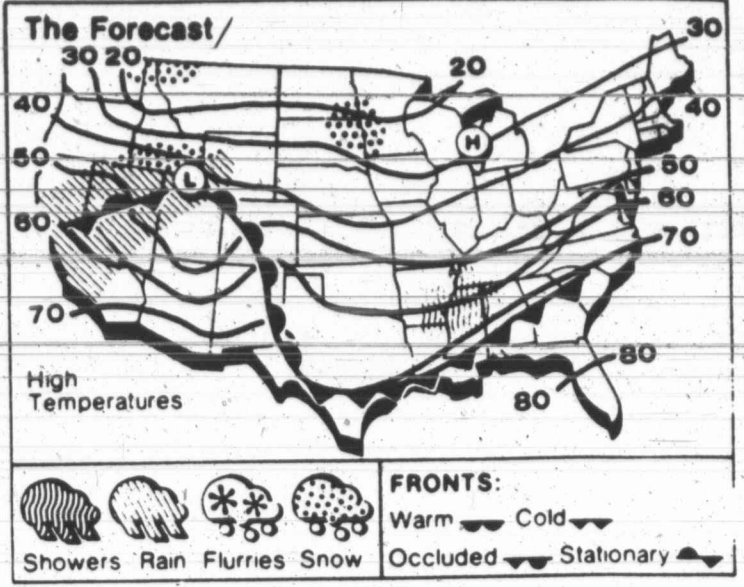 The Forecast
30 20
20
30
40
40
50
50
H
L
60
60
70
70
80
80
High
Temperatures
Showers Rain Flurries Snow
FRONTS:
Warm Cold
Occluded Stationary